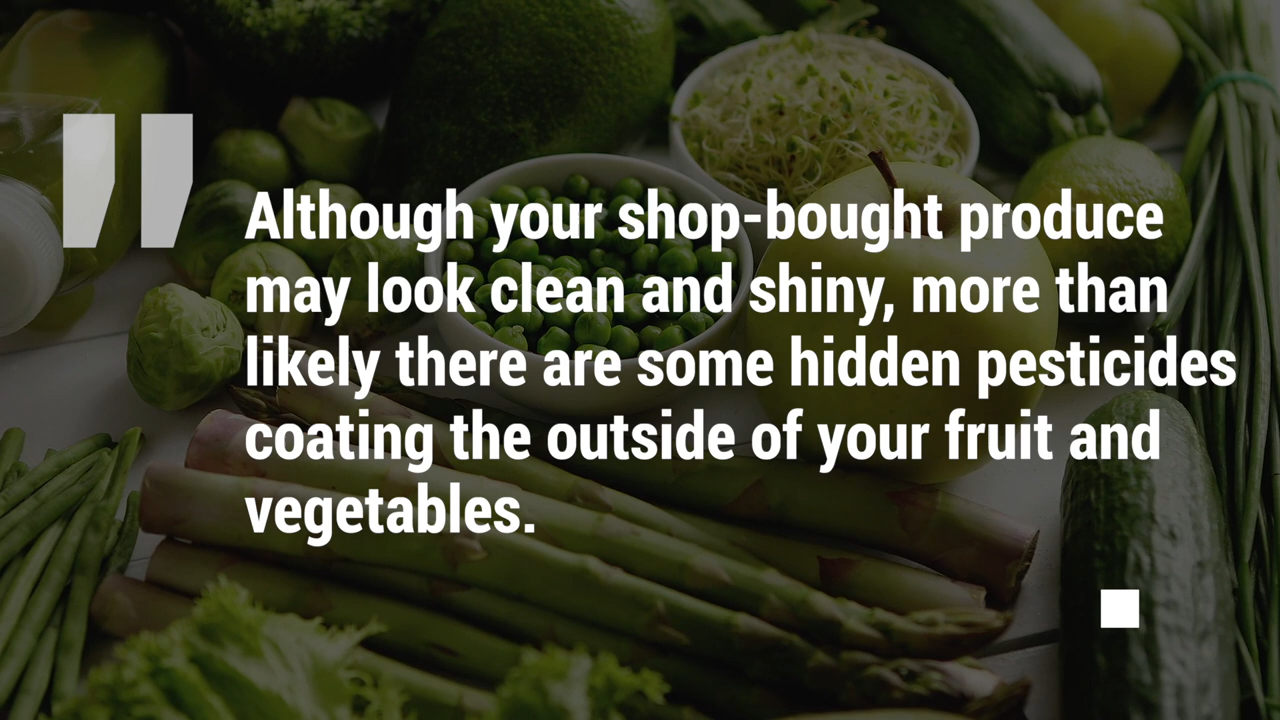 "
Although your shop-bought produce
may look clean and shiny, more than
likely there are some hidden pesticides
coating the outside of your fruit and
vegetables.